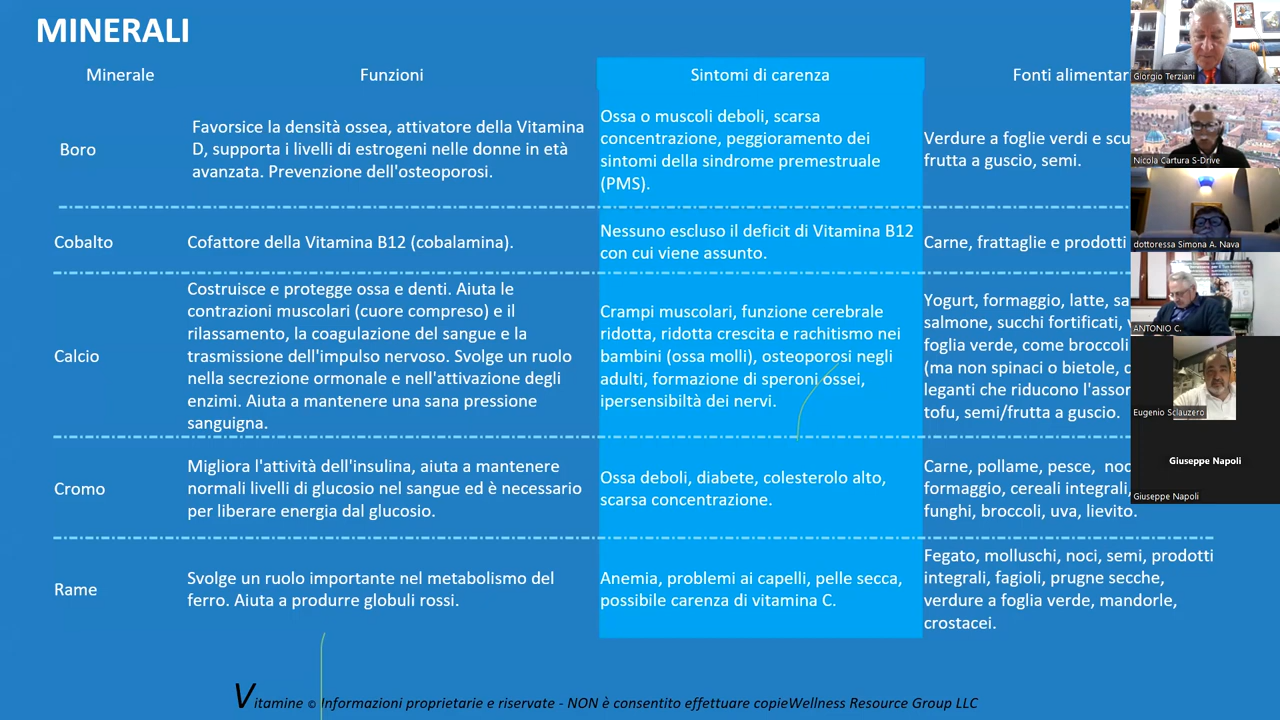 MINERALI
Minerale Funzioni Sintomi di carenza Fonti alimentar
Boro
Favorsice la densità ossea, attivatore della Vitamina
D, supporta i livelli di estrogeni nelle donne in età
avanzata. Prevenzione dell'osteoporosi.
Ossa o muscoli deboli, scarsa
concentrazione, peggioramento dei
sintomi della sindrome premestruale
(PMS).
Verdure a foglie verdi e scu
frutta a guscio, semi.
Cobalto
Cofattore della Vitamina B12 (cobalamina).
Nessuno escluso il deficit di Vitamina B12
con cui viene assunto.
Carne, frattaglie e prodotti
Calcio
Costruisce e protegge ossa e denti. Aiuta le
contrazioni muscolari (cuore compreso) e il
rilassamento, la coagulazione del sangue e la
trasmissione dell'impulso nervoso. Svolge un ruolo
nella secrezione ormonale e nell'attivazione degli
enzimi. Aiuta a mantenere una sana pressione
sanguigna.
Crampi muscolari, funzione cerebrale
ridotta, ridotta crescita e rachitismo nei
bambini (ossa molli), osteoporosi negli
adulti, formazione di speroni ossei,
ipersensibiltà dei nervi.
Yogurt, formaggio, latte, sa
salmone, succhi fortificati,
foglia verde, come broccoli
(ma non spinaci o bietole,
leganti che riducono l'assor
tofu, semi/frutta a guscio.
Cromo
Migliora l'attività dell'insulina, aiuta a mantenere
normali livelli di glucosio nel sangue ed è necessario
per liberare energia dal glucosio.
Ossa deboli, diabete, colesterolo alto,
scarsa concentrazione.
Carne, pollame, pesce, noc
formaggio, cereali integrali,
funghi, broccoli, uva, lievito.
Rame
Svolge un ruolo importante nel metabolismo del
ferro. Aiuta a produrre globuli rossi.
Anemia, problemi ai capelli, pelle secca,
possibile carenza di vitamina C.
Fegato, molluschi, noci, semi, prodotti
integrali, fagioli, prugne secche,
verdure a foglia verde, mandorle,
crostacei.
Vitamine © Informazioni proprietarie e riservate - NON è consentito effettuare copieWellness Resource Group LLC
Giorgio Terziani
Nicola Cartura S-Drive
dottoressa Simona A. Nava
ANTONIO C.
Eugenio Sclauzero
Giuseppe Napoli
Giuseppe Napoli